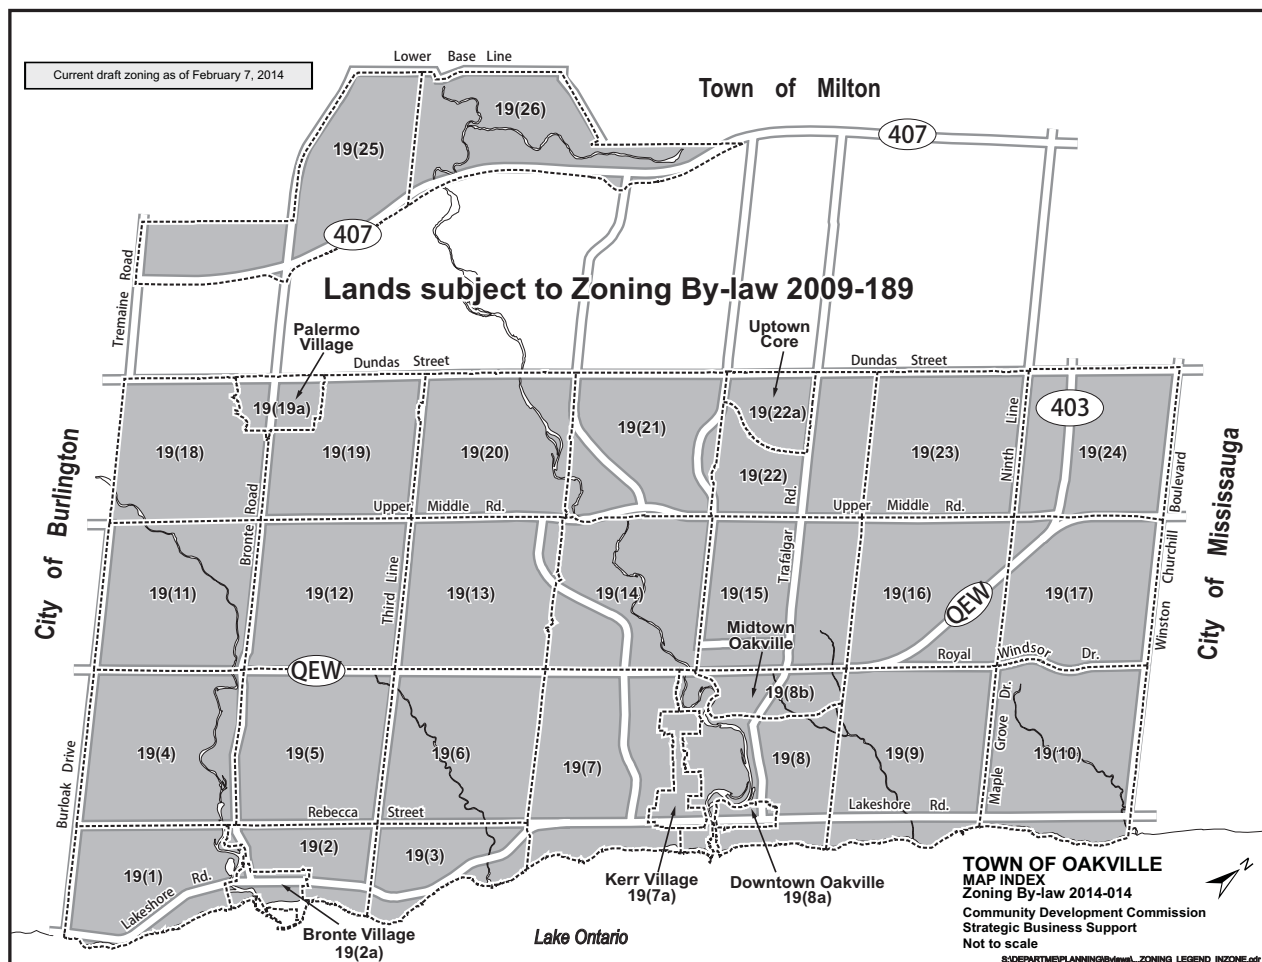 Current draft zoning as of February 7, 2014
Lower Base Line
Town of Milton
19(26)
407
19(25)
407
Tremaine Road
Lands subject to Zoning By-law 2009-189
Palermo
Village
Uptown
Core
Dundas Street
Dundas Street
19(19a)
19(22a)
403
19(18)
19(19)
19(20)
19(21)
19(22)
19(23)
Ninth Line
19(24)
City of Burlington
City of Mississauga
Bronte Road
Upper Middle Rd.
Trafalgar Rd.
Upper Middle Rd.
Winston Churchill Boulevard
19(11)
19(12)
Third Line
19(13)
19(14)
19(15)
19(16)
QEW
19(17)
Midtown
Oakville
Royal Windsor Dr.
QEW
19(8b)
19(4)
19(5)
19(6)
19(7)
19(8)
19(9)
Maple Grove Dr.
19(10)
Burloak Drive
Rebecca Street
Lakeshore Rd.
19(1)
19(2)
19(3)
Lakeshore Rd.
Kerr Village
19(7a)
Downtown Oakville
19(8a)
Bronte Village
19(2a)
Lake Ontario
TOWN OF OAKVILLE
MAP INDEX
Zoning By-law 2014-014
Community Development Commission
Strategic Business Support
Not to scale
N